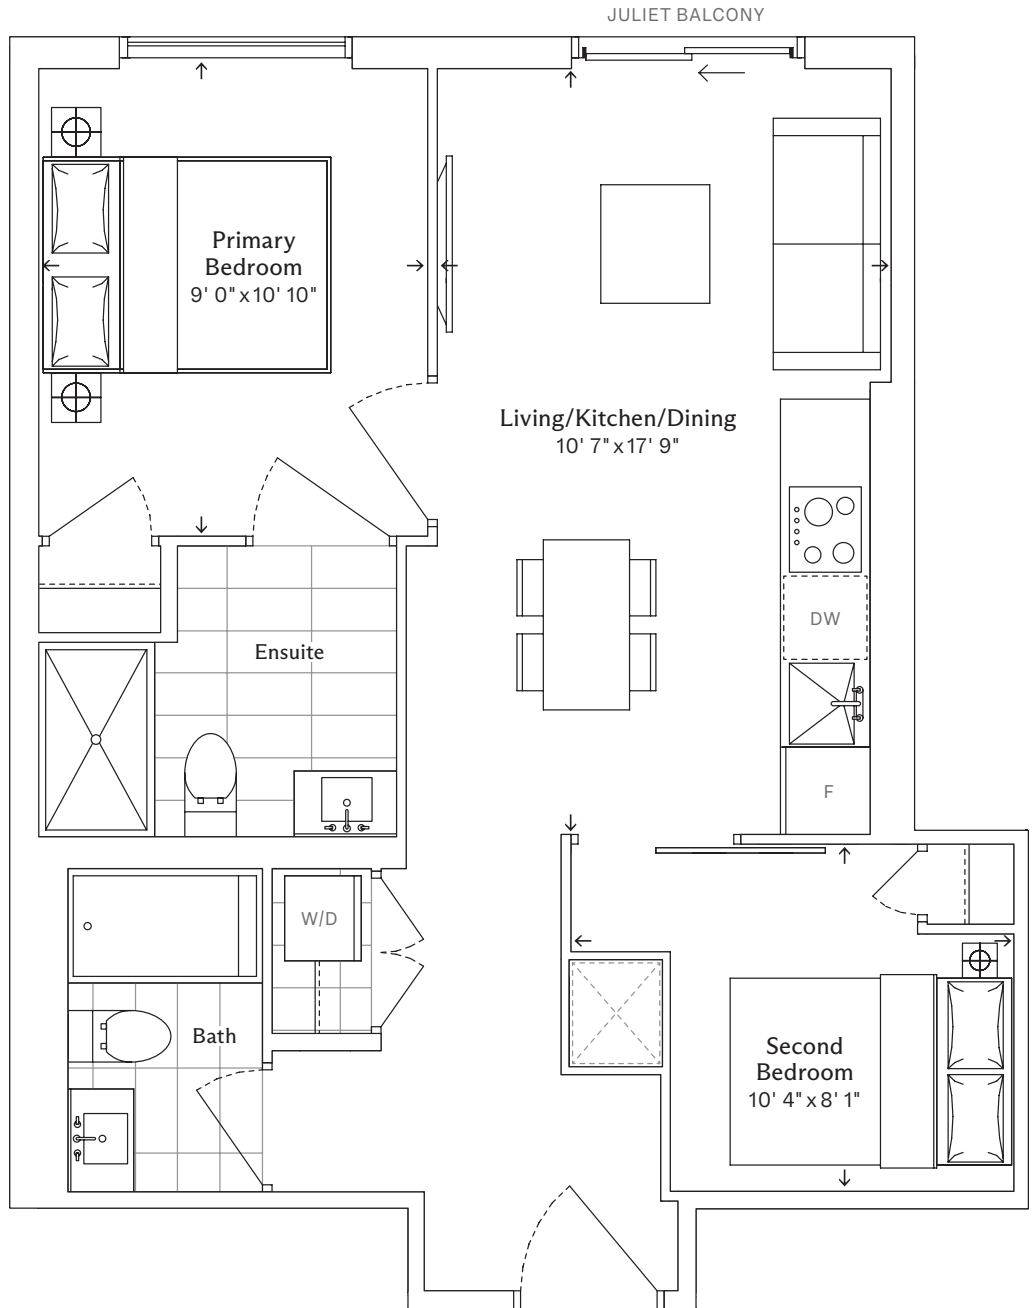 JULIET BALCONY
Primary
Bedroom
9' 0" x 10' 10"
Living/Kitchen/Dining
10' 7" x 17' 9"
DW
Ensuite
F
W/D
Bath
Second
Bedroom
10' 4" x 8' 1"